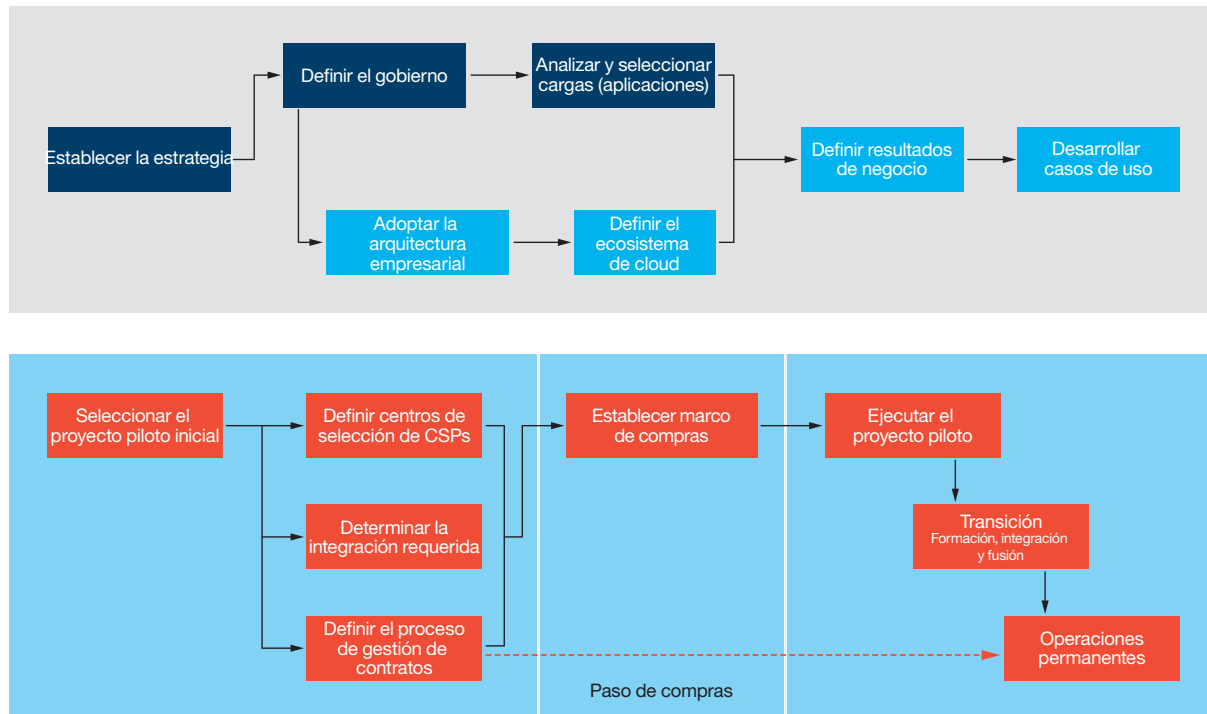 Definir el gobierno
Analizar y seleccionar
cargas (aplicaciones)
Establecer la estrategia
Definir resultados
de negocio
Desarrollar
casos de uso
Adoptar la
arquitectura
empresarial
Definir el
ecosistema
de cloud
Seleccionar el
proyecto piloto inicial
Definir centros de
selección de CSPs
Establecer marco
de compras
Ejecutar el
proyecto piloto
Determinar la
integración requerida
Transición
Formación, integración
y fusión
Definir el proceso
de gestión de
contratos
Operaciones
permanentes
Paso de compras